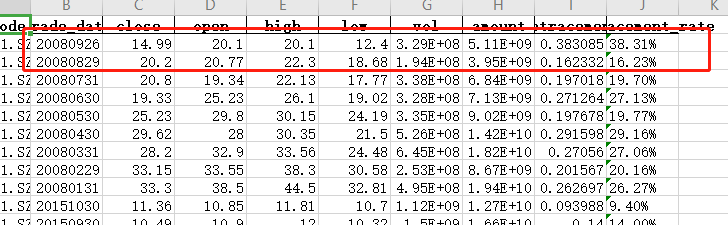 B C D E F G H I J K
ode rade_dat close open high low vol amount tracemer acement_rate
1.SZ 20080926 14.99 20.1 20.1 12.4 3.29E+08 5.11E+09 0.383085 38.31%
1.SZ 20080829 20.2 20.77 22.3 18.68 1.94E+08 3.95E+09 0.162332 16.23%
1.SZ 20080731 20.8 19.34 22.13 17.77 3.38E+08 6.84E+09 0.197018 19.70%
1.SZ 20080630 19.33 25.23 26.1 19.02 3.28E+08 7.13E+09 0.271264 27.13%
1.SZ 20080530 25.23 29.8 30.15 24.19 3.35E+08 9.02E+09 0.197678 19.77%
1.SZ 20080430 29.62 28 30.35 21.5 5.26E+08 1.42E+10 0.291598 29.16%
1.SZ 20080331 28.2 32.9 33.56 24.48 6.45E+08 1.82E+10 0.27056 27.06%
1.SZ 20080229 33.15 33.55 38.3 30.58 2.53E+08 8.67E+09 0.201567 20.16%
1.SZ 20080131 33.3 38.5 44.5 32.81 4.95E+08 1.94E+10 0.262697 26.27%
1.SZ 20151030 11.36 10.85 11.81 10.7 1.12E+09 1.27E+10 0.093988 9.40%
1.SZ 20150930 10.49 10.9 12 10.32 1.5E+09 1.66E+10 0.14 14.00%